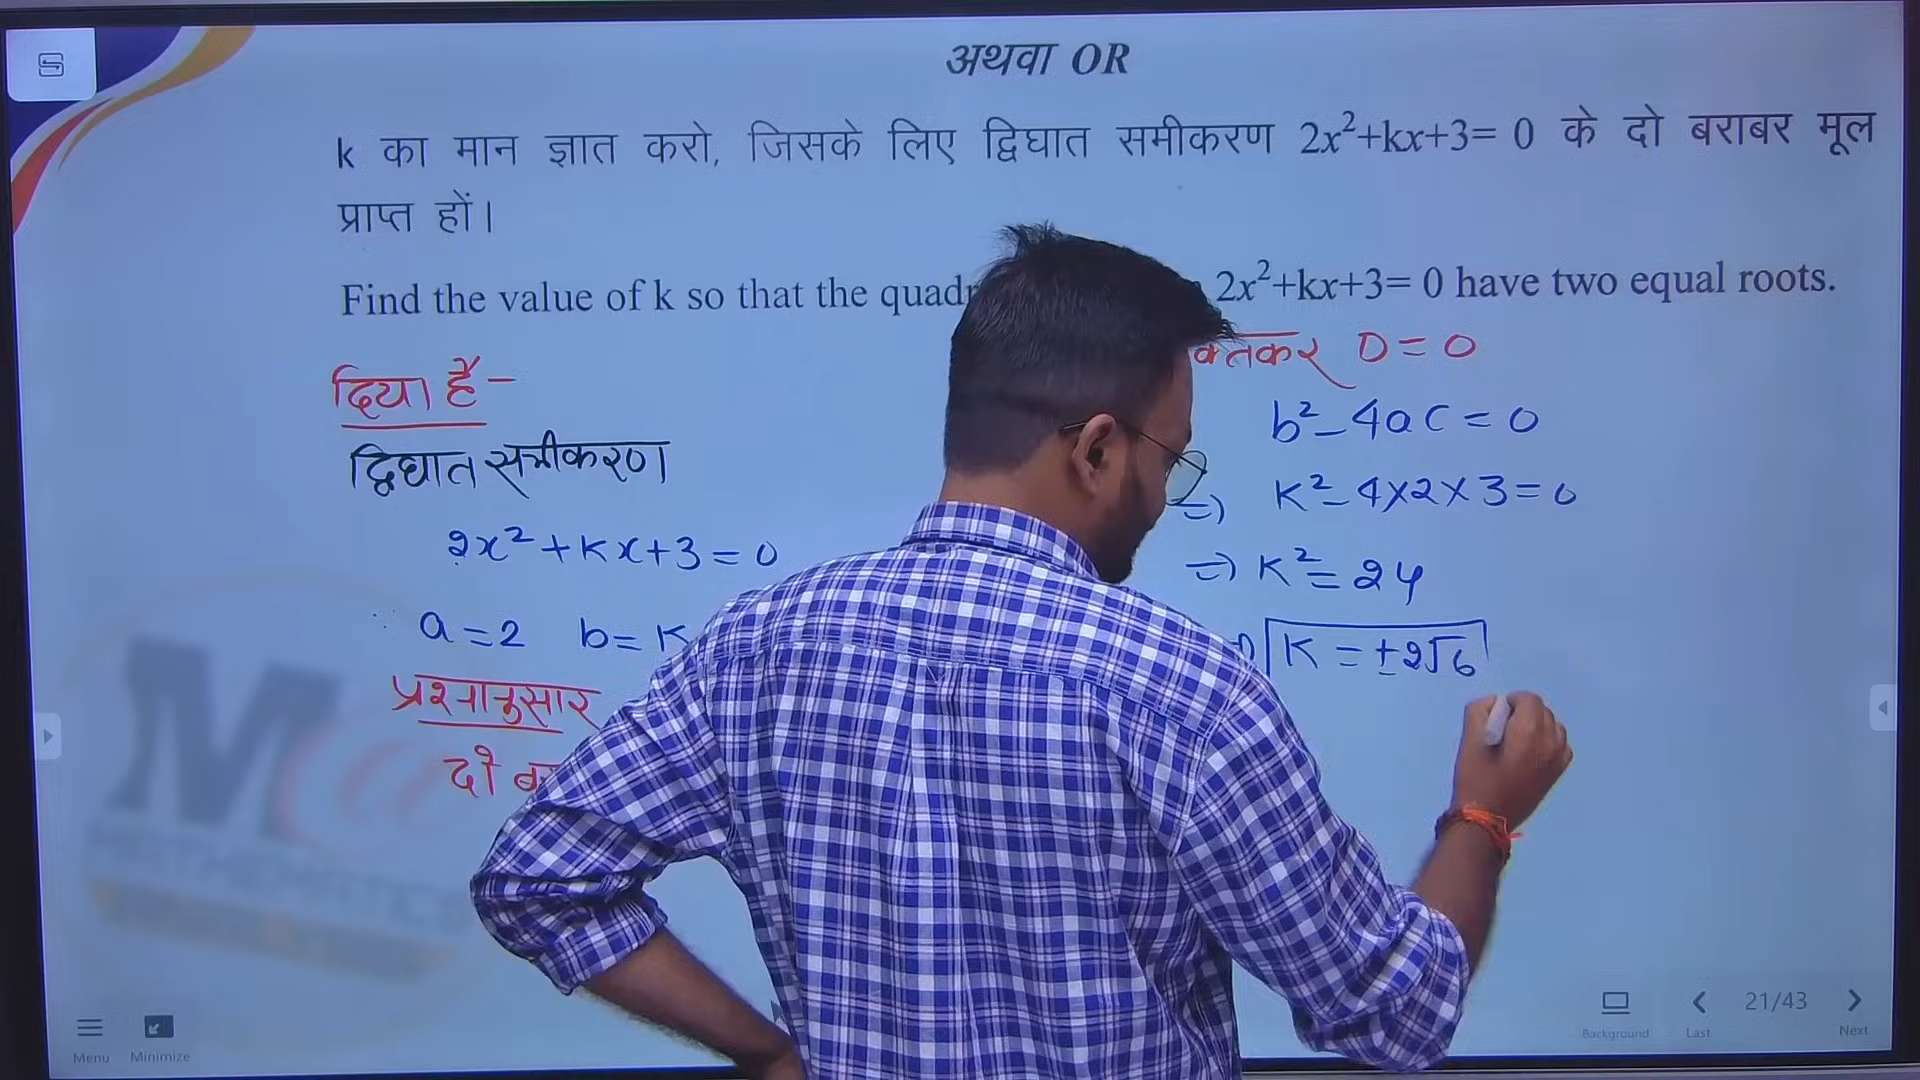 अथवा OR
k का मान ज्ञात करो, जिसके लिए द्विघात समीकरण 2x²+kx+3= 0 के दो बराबर मूल
प्राप्त हों।
Find the value of k so that the 2x²+kx+3= 0 have two equal roots.
दिया है –
द्विघात समीकरण
2x² + kx + 3 = 0
a = 2 b = K
प्रश्नानुसार
दो
D = 0
b² - 4ac = 0
=) K² - 4×2×3 = 0
=) K² = 24
K = ±2√6
MATHEMATICS
Menu
Minimize
Background
Last
21/43
Next